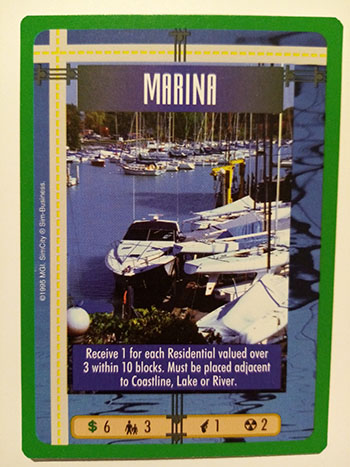 MARINA
©1995 MGI. SimCity ® Sim-Business.
Receive 1 for each Residential valued over
3 within 10 blocks. Must be placed adjacent
to Coastline, Lake or River.
$ 6 3 1 2